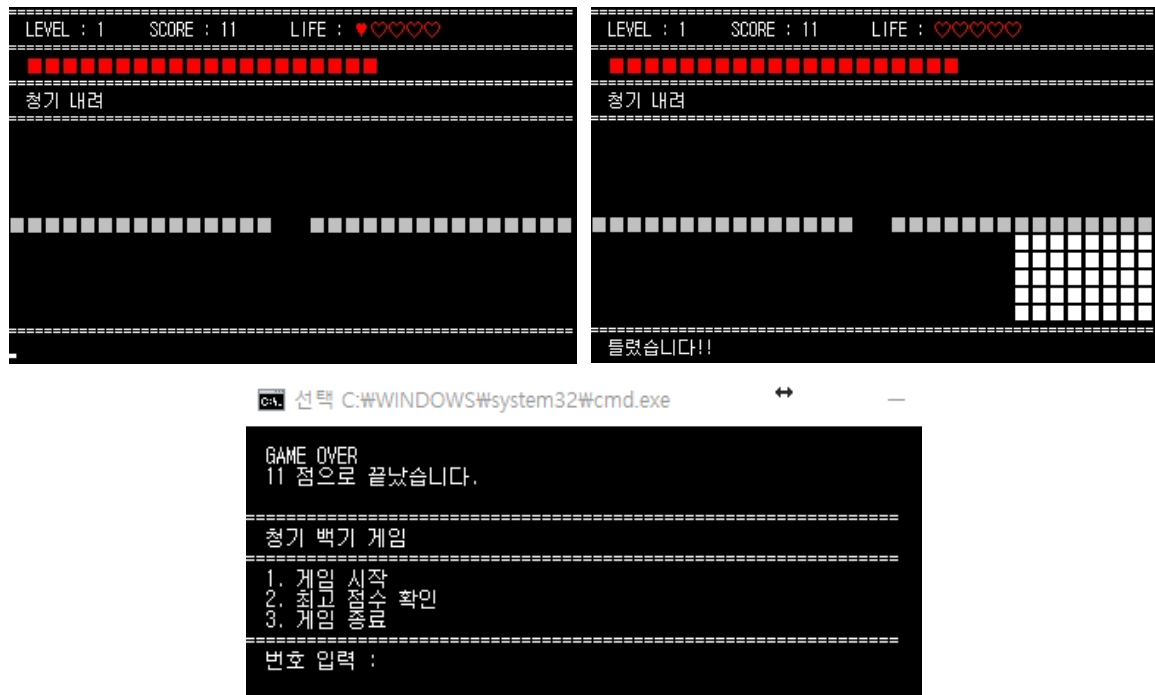 LEVEL : 1 SCORE : 11 LIFE : ♥♡♡♡♡
청기 내려
LEVEL : 1 SCORE : 11 LIFE : ♡♡♡♡♡
청기 내려
틀렸습니다!!
선택 C:₩WINDOWS₩system32₩cmd.exe
GAME OVER
11 점으로 끝났습니다.
청기 백기 게임
1. 게임 시작
2. 최고 점수 확인
3. 게임 종료
번호 입력 :